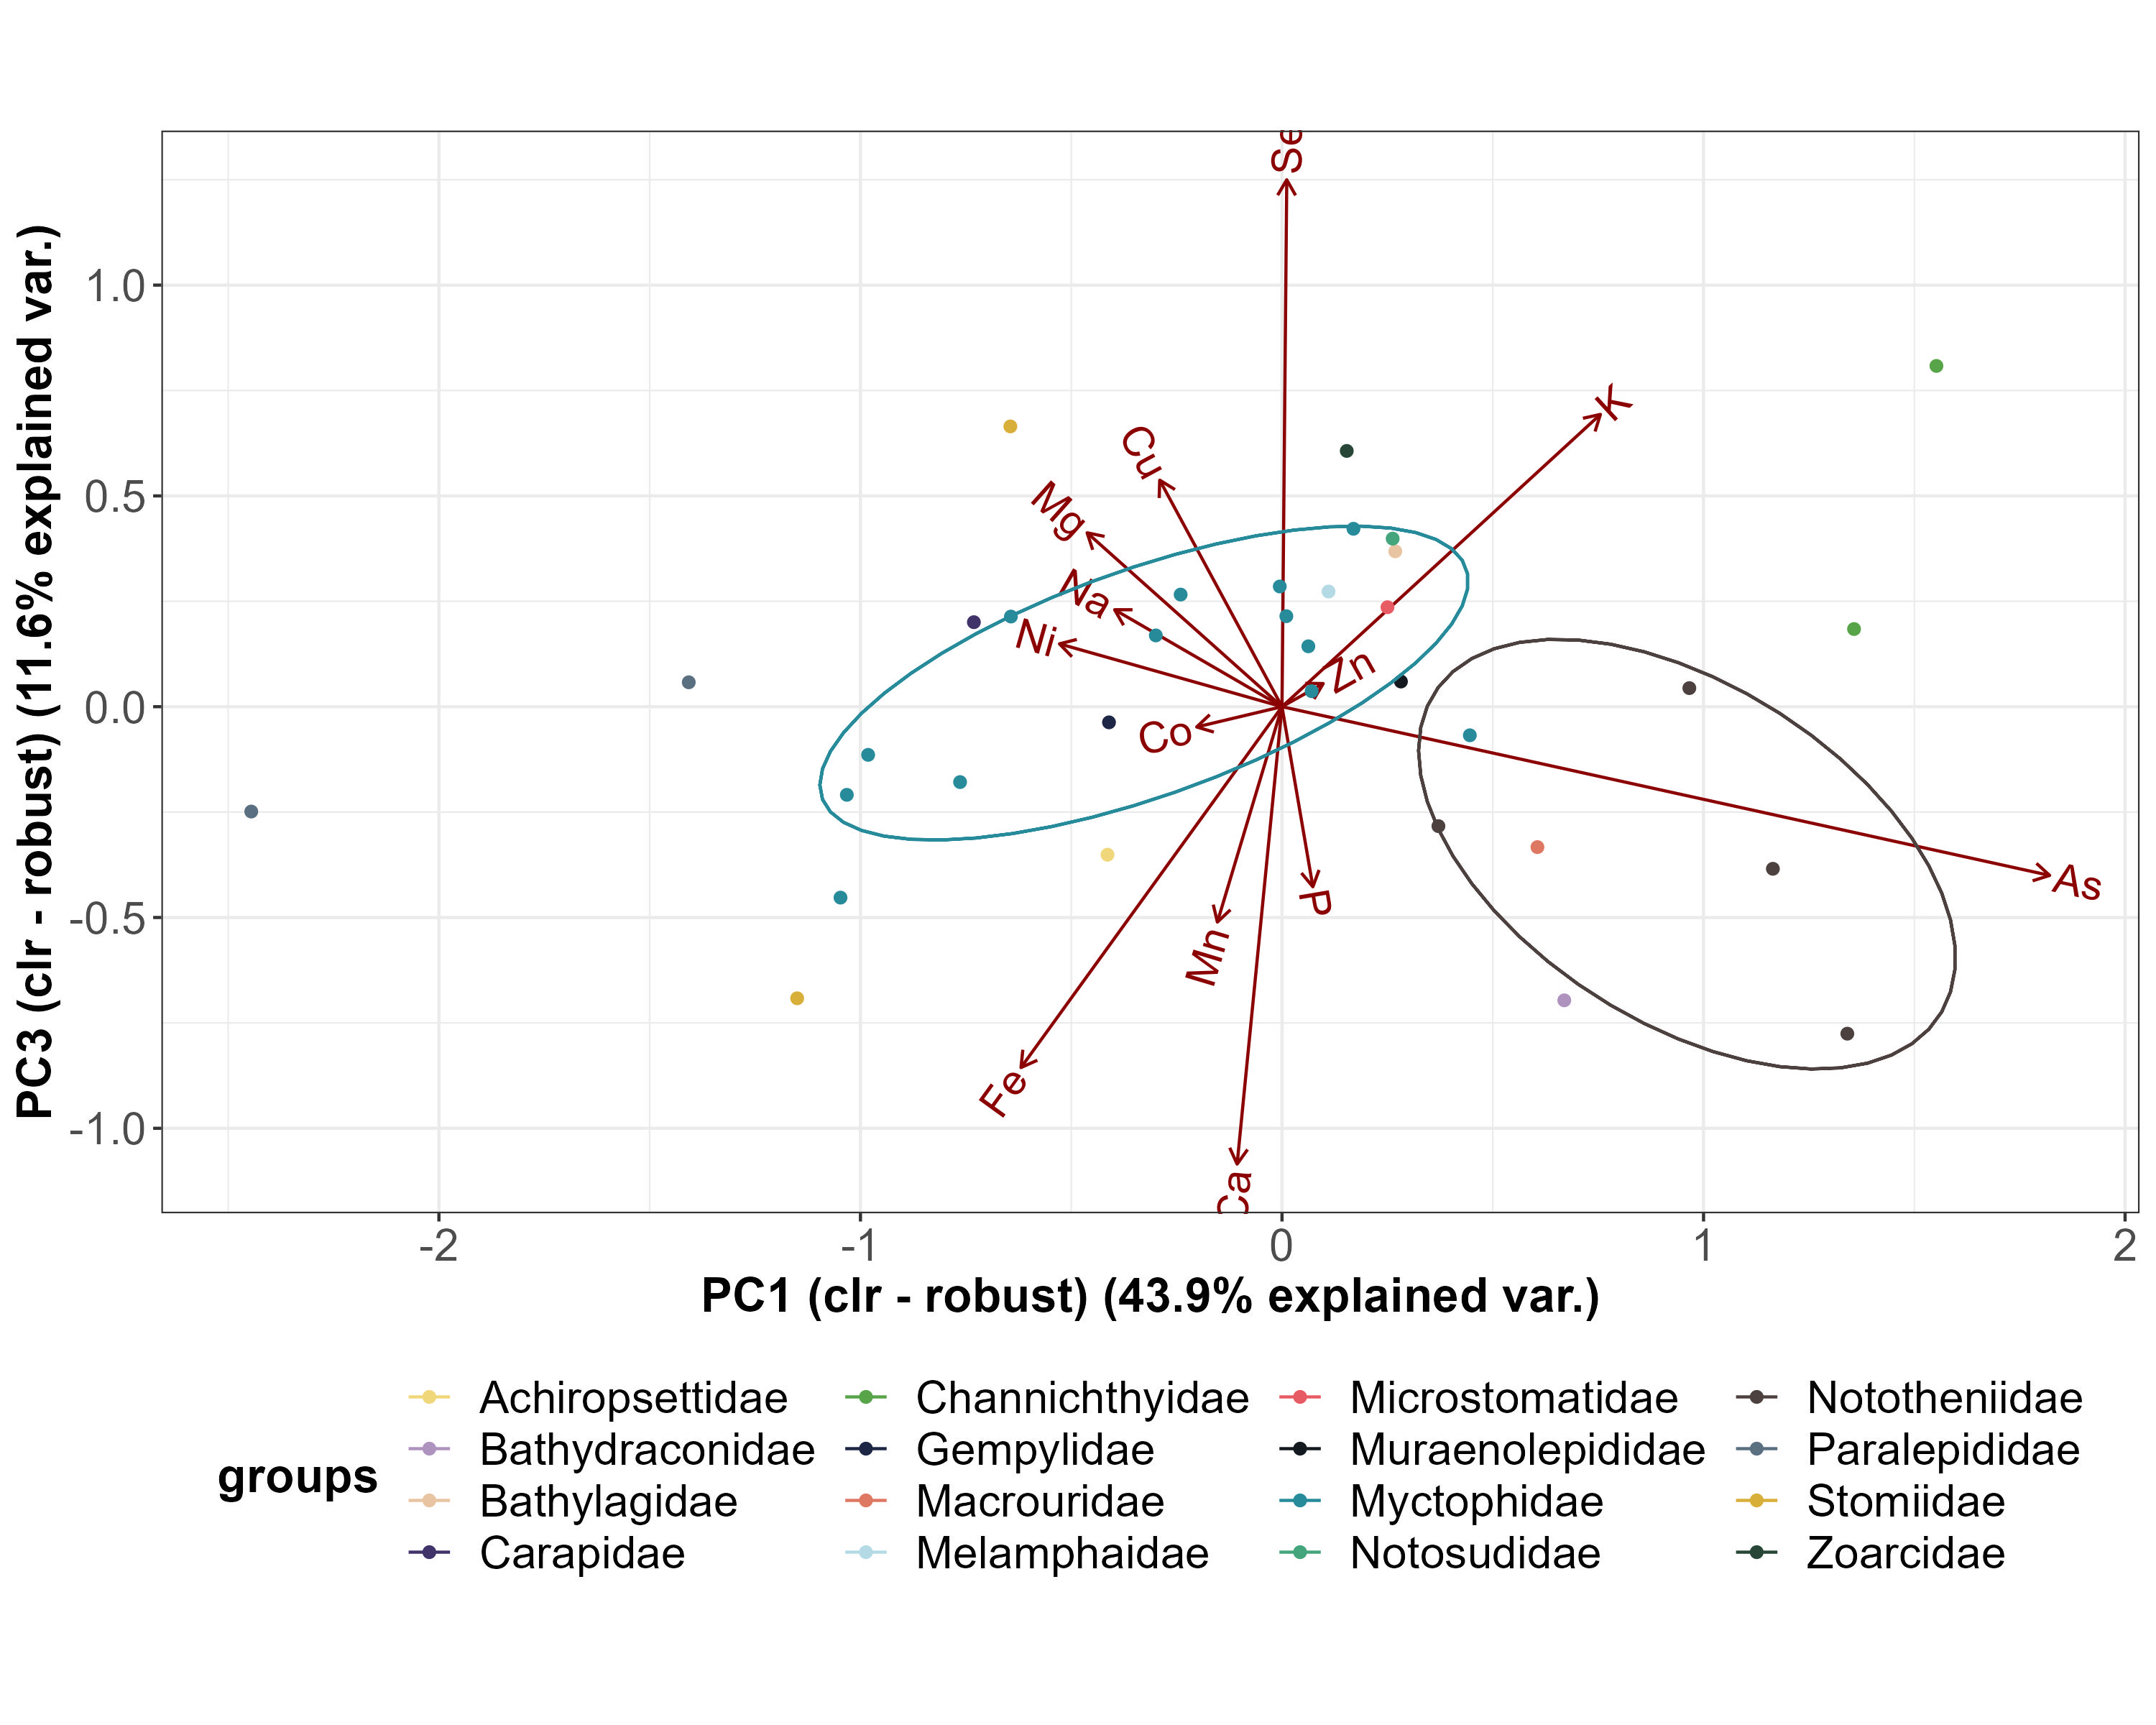 PC3 (clr - robust) (11.6% explained var.)
1.0
0.5
0.0
-0.5
-1.0
eS
K
Cu
Mg
Va
Ni
Zn
Co
As
P
Mn
Fe
Ca
-2
-1
0
1
2
PC1 (clr - robust) (43.9% explained var.)
groups
Achiropsettidae
Bathydraconidae
Bathylagidae
Carapidae
Channichthyidae
Gempylidae
Macrouridae
Melamphaidae
Microstomatidae
Muraenolepididae
Myctophidae
Notosudidae
Nototheniidae
Paralepididae
Stomiidae
Zoarcidae